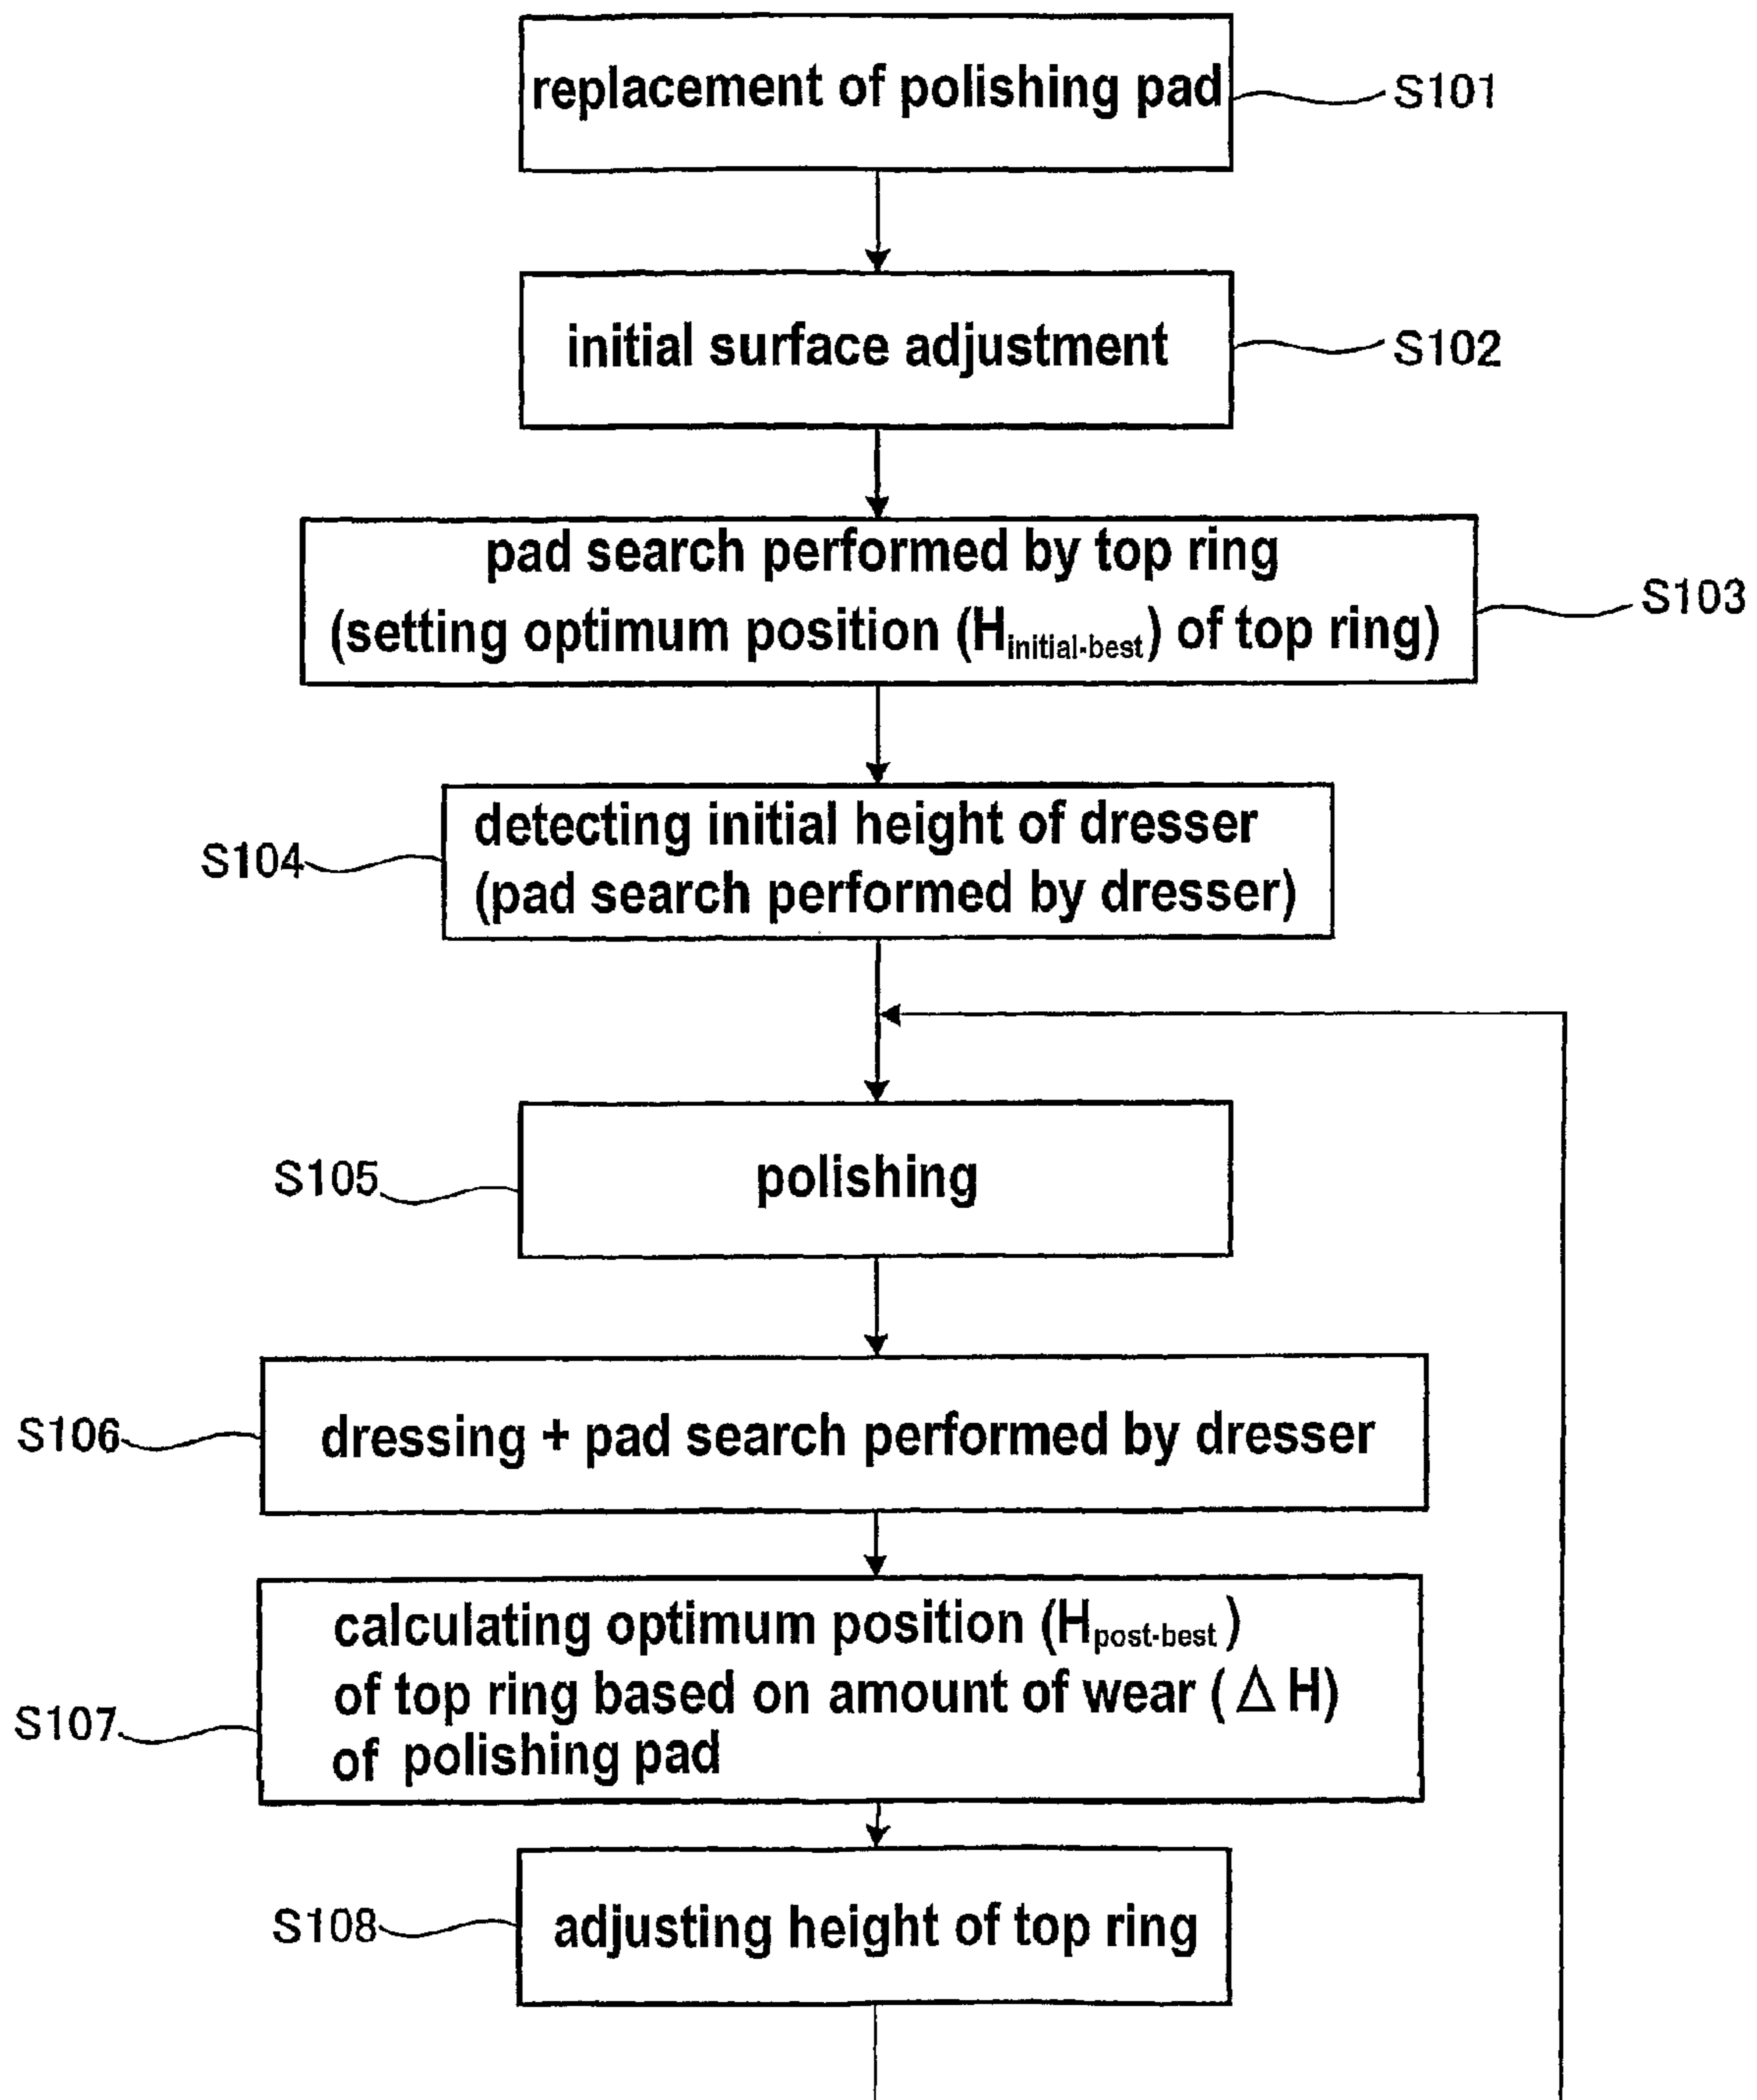 replacement of polishing pad
S101
initial surface adjustment
S102
pad search performed by top ring
(setting optimum position (Hinitial-best) of top ring)
S103
detecting initial height of dresser
(pad search performed by dresser)
S104
polishing
S105
dressing + pad search performed by dresser
S106
calculating optimum position (Hpost-best)
of top ring based on amount of wear (△H)
of polishing pad
S107
adjusting height of top ring
S108